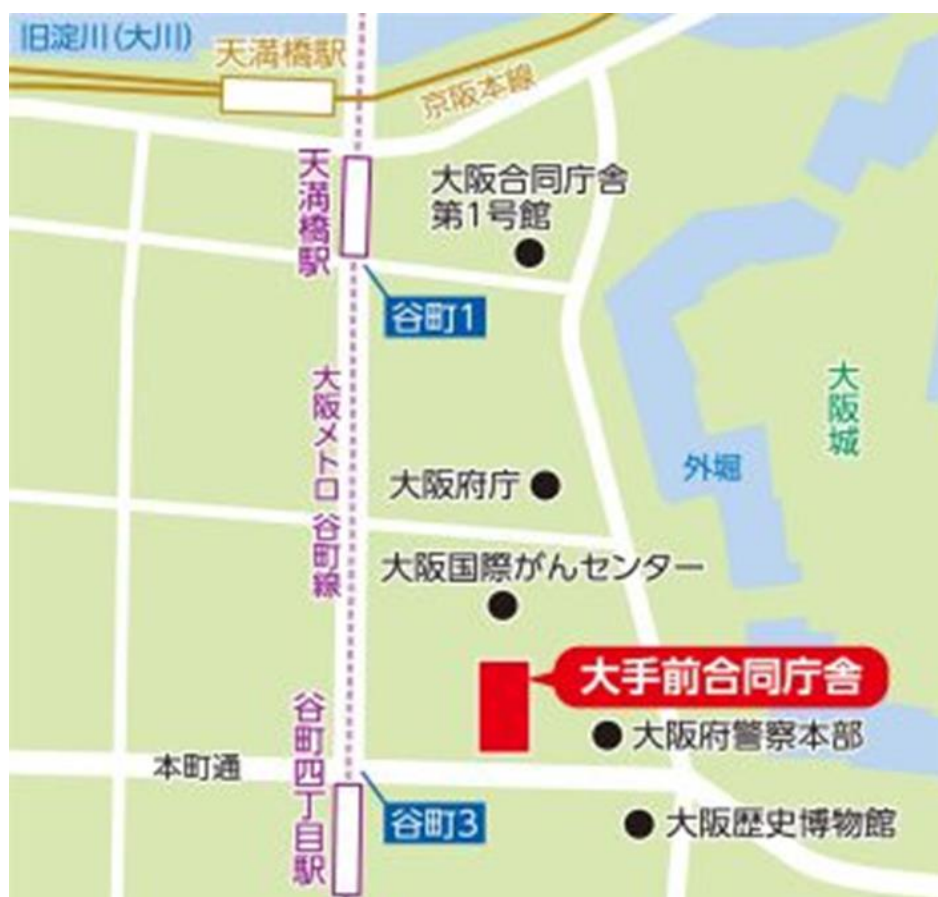 旧淀川(大川)
天満橋駅
京阪本線
天満橋駅
大阪合同庁舎
第1号館
谷町1
大阪メトロ 谷町線
大阪城
外堀
大阪府庁
大阪国際がんセンター
大手前合同庁舎
大阪府警察本部
谷町四丁目駅
本町通
谷町3
大阪歴史博物館